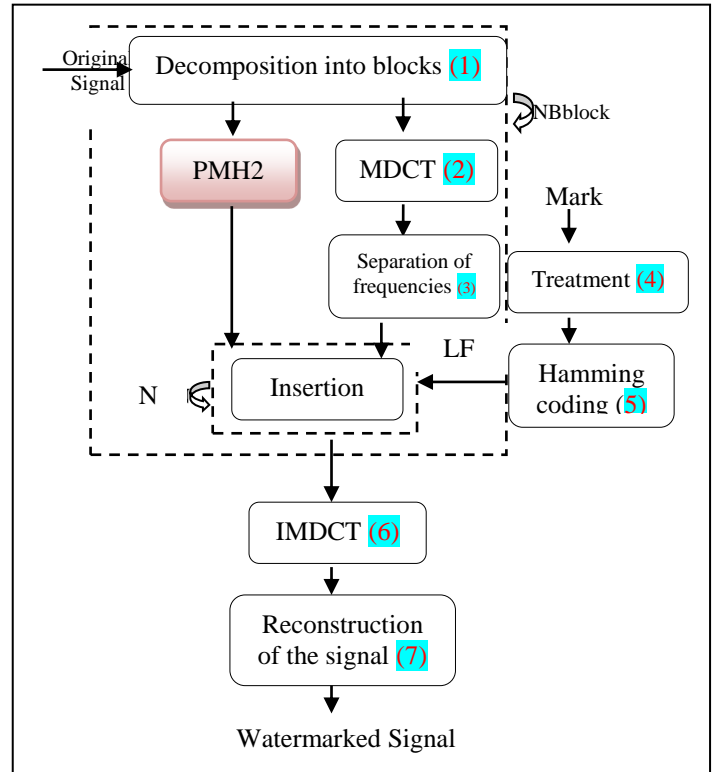 Original
Signal
Decomposition into blocks (1)
NBblock
PMH2
MDCT (2)
Mark
Separation of
frequencies (3)
Treatment (4)
LF
Insertion
N
Hamming
coding (5)
IMDCT (6)
Reconstruction
of the signal (7)
Watermarked Signal